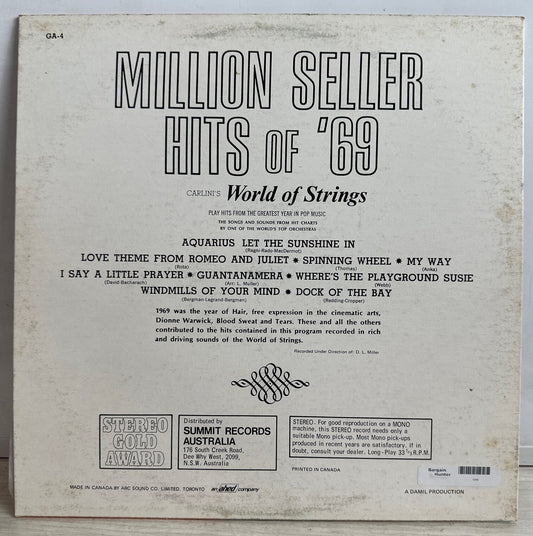 GA-4
MILLION SELLER
HITS OF '69
CARLINI'S World of Strings
PLAY HITS FROM THE GREATEST YEAR IN POP MUSIC
THE SONGS AND SOUNDS FROM HIT CHARTS
BY ONE OF THE WORLD'S TOP ORCHESTRAS
AQUARIUS LET THE SUNSHINE IN
(Ragni-Rado-MacDermot)
LOVE THEME FROM ROMEO AND JULIET * SPINNING WHEEL * MY WAY
(Rota) (Thomas) (Anka)
I SAY A LITTLE PRAYER * GUANTANAMERA * WHERE'S THE PLAYGROUND SUSIE
(David-Bacharach) (Arr: L. Muller) (Webb)
WINDMILLS OF YOUR MIND * DOCK OF THE BAY
(Bergman-Legrand-Bergman) (Redding-Cropper)
1969 was the year of Hair, free expression in the cinematic arts,
Dionne Warwick, Blood Sweat and Tears. These and all the others
contributed to the hits contained in this program recorded in rich
and driving sounds of the World of Strings.
Recorded Under Direction of: D. L. Miller
STEREO
GOLD
AWARD
Distributed by
SUMMIT RECORDS
AUSTRALIA
176 South Creek Road,
Dee Why West, 2099,
N.S.W. Australia
STEREO. For good reproduction on a MONO
machine, this STEREO record needs only a
suitable Mono pick-up. Most Mono pick-ups
produced in recent years are satisfactory. If in
doubt, consult your dealer. Long-Play 33 1/3 R.P.M.
PRINTED IN CANADA
Bargain
Hunter
MADE IN CANADA BY ARC SOUND CO. LIMITED, TORONTO an ahed company
A DAMIL PRODUCTION